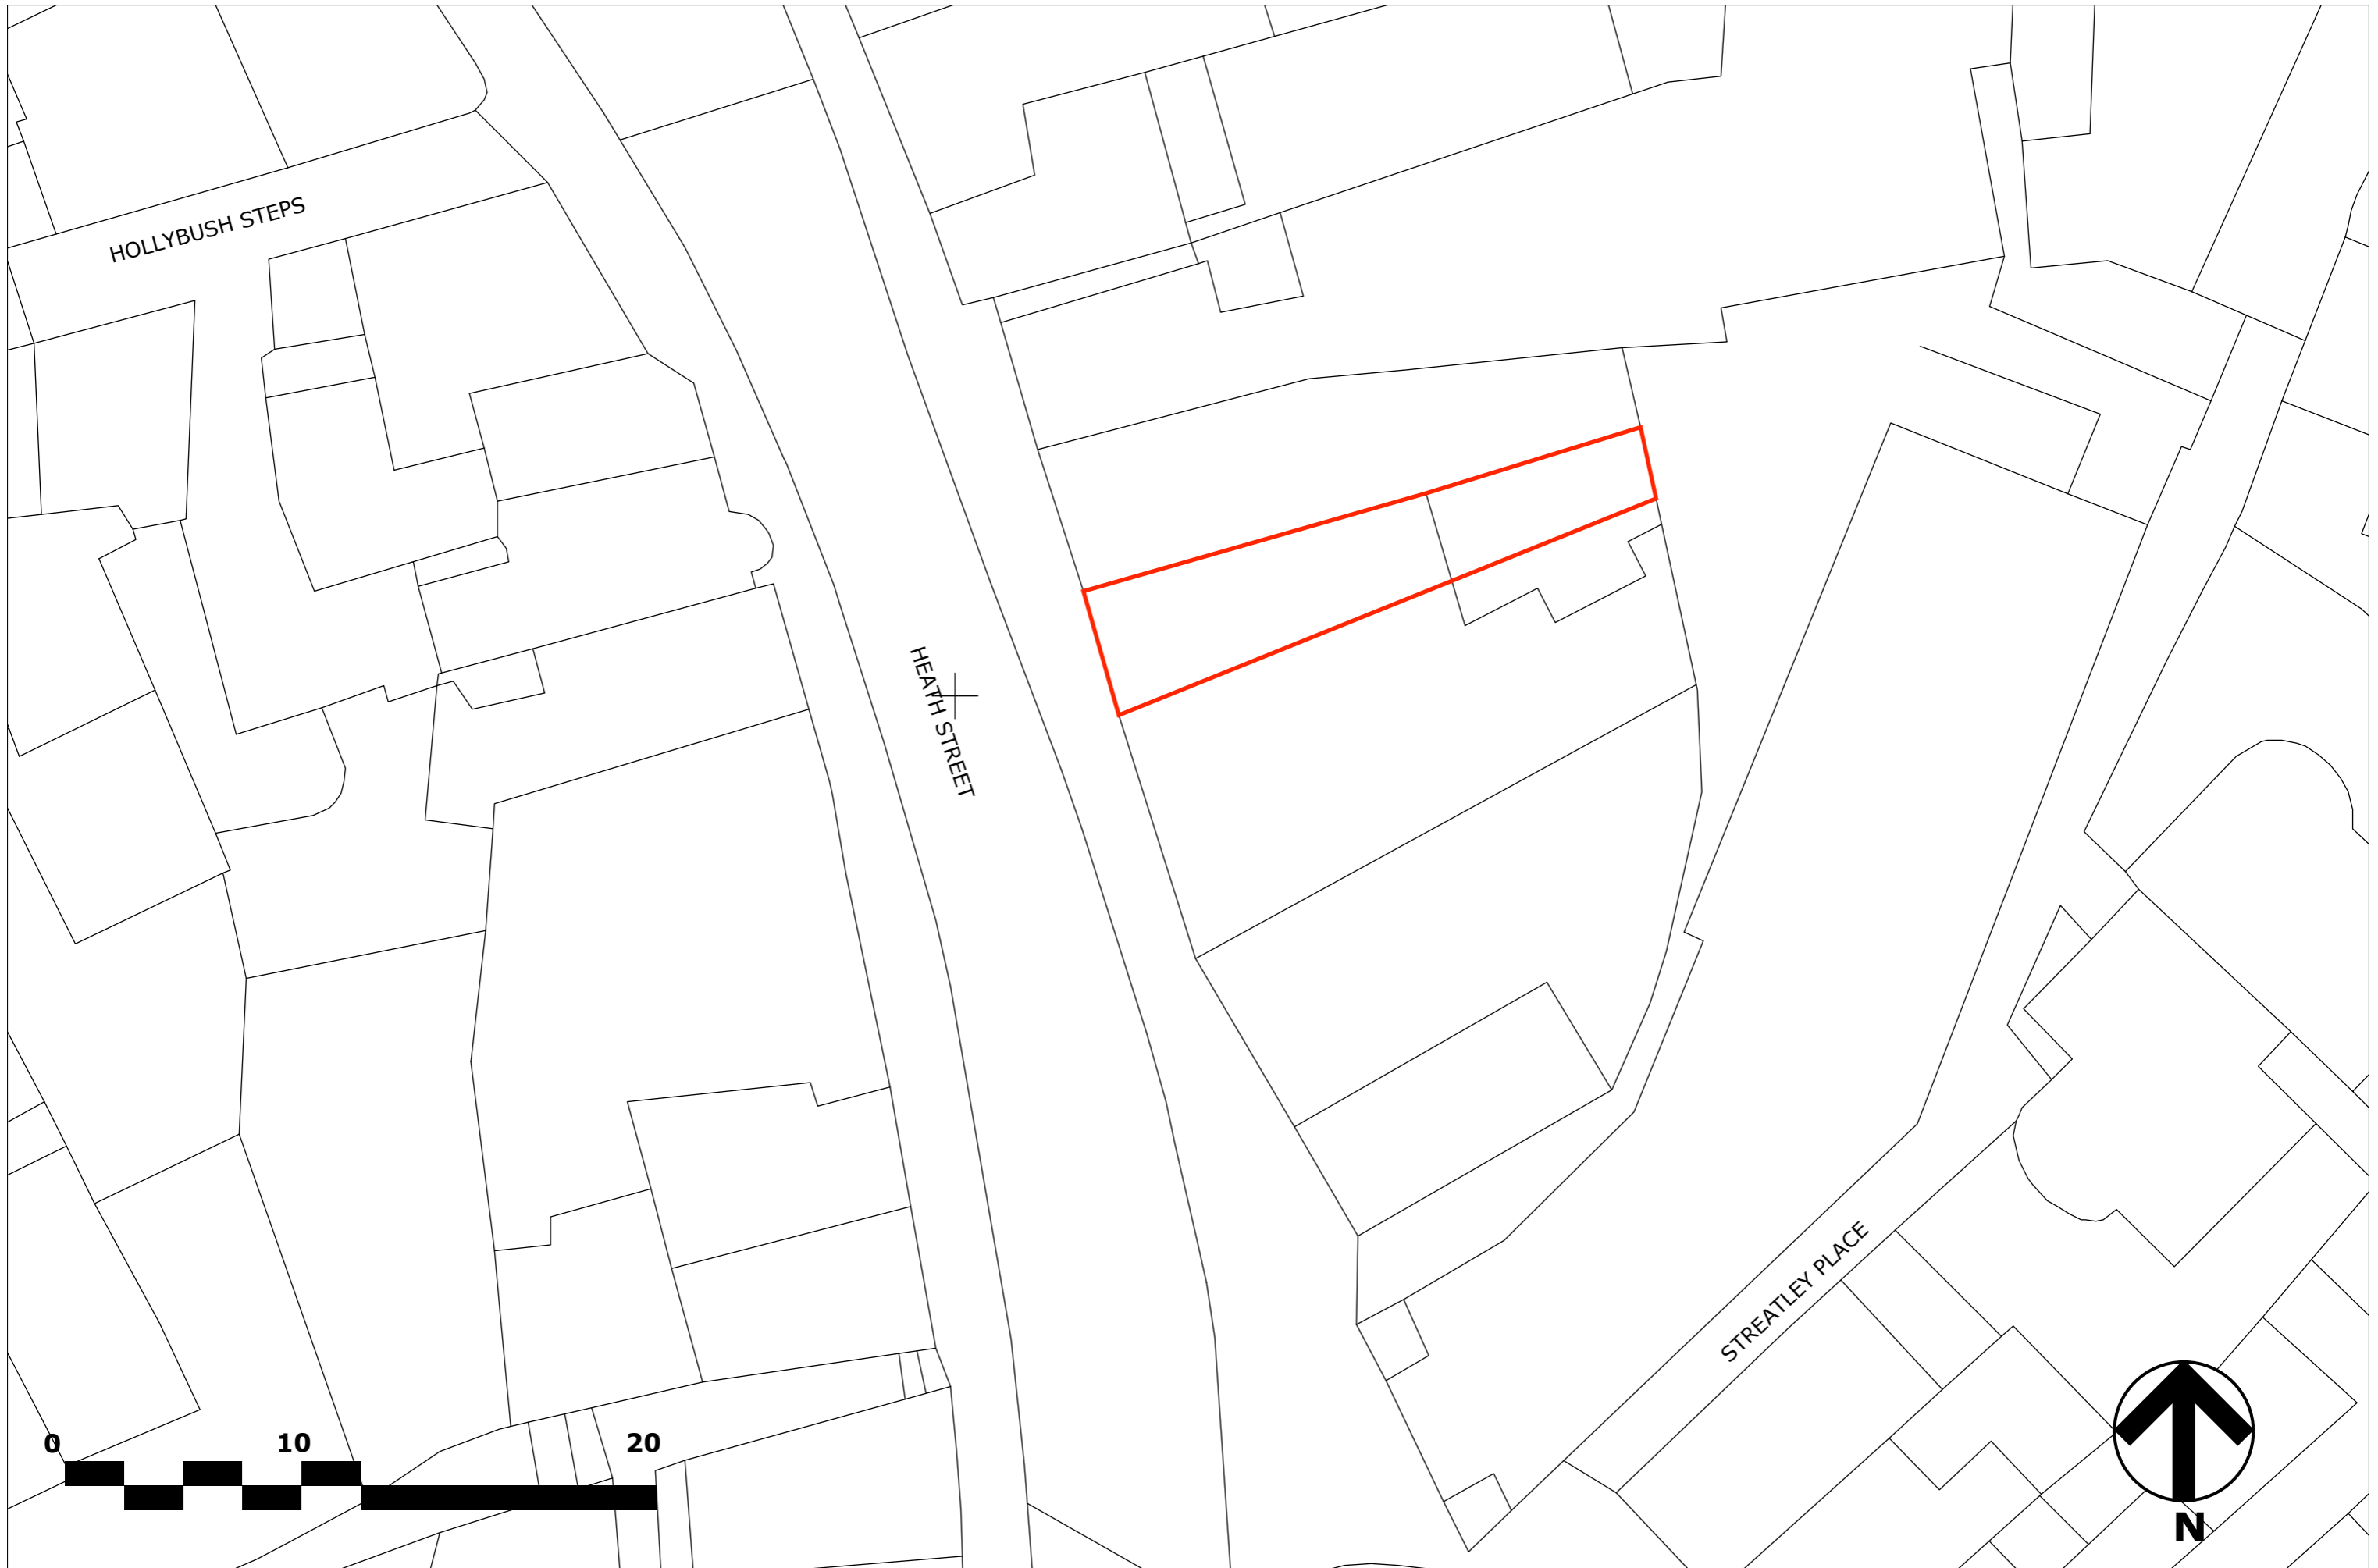 HOLLYBUSH STEPS
HEATH STREET
STREATLEY PLACE
0 10 20
N